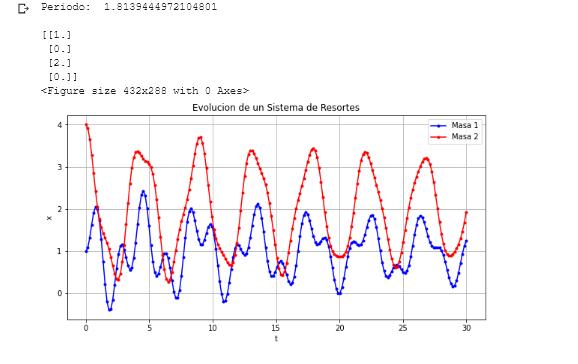 Periodo: 1.8139444972104801
[[1.]
[0.]
[2.]
[0.]]
<Figure size 432x288 with 0 Axes>
Evolucion de un Sistema de Resortes
Masa 1
Masa 2
4
3
2
1
0
x
0 5 10 15 20 25 30
t